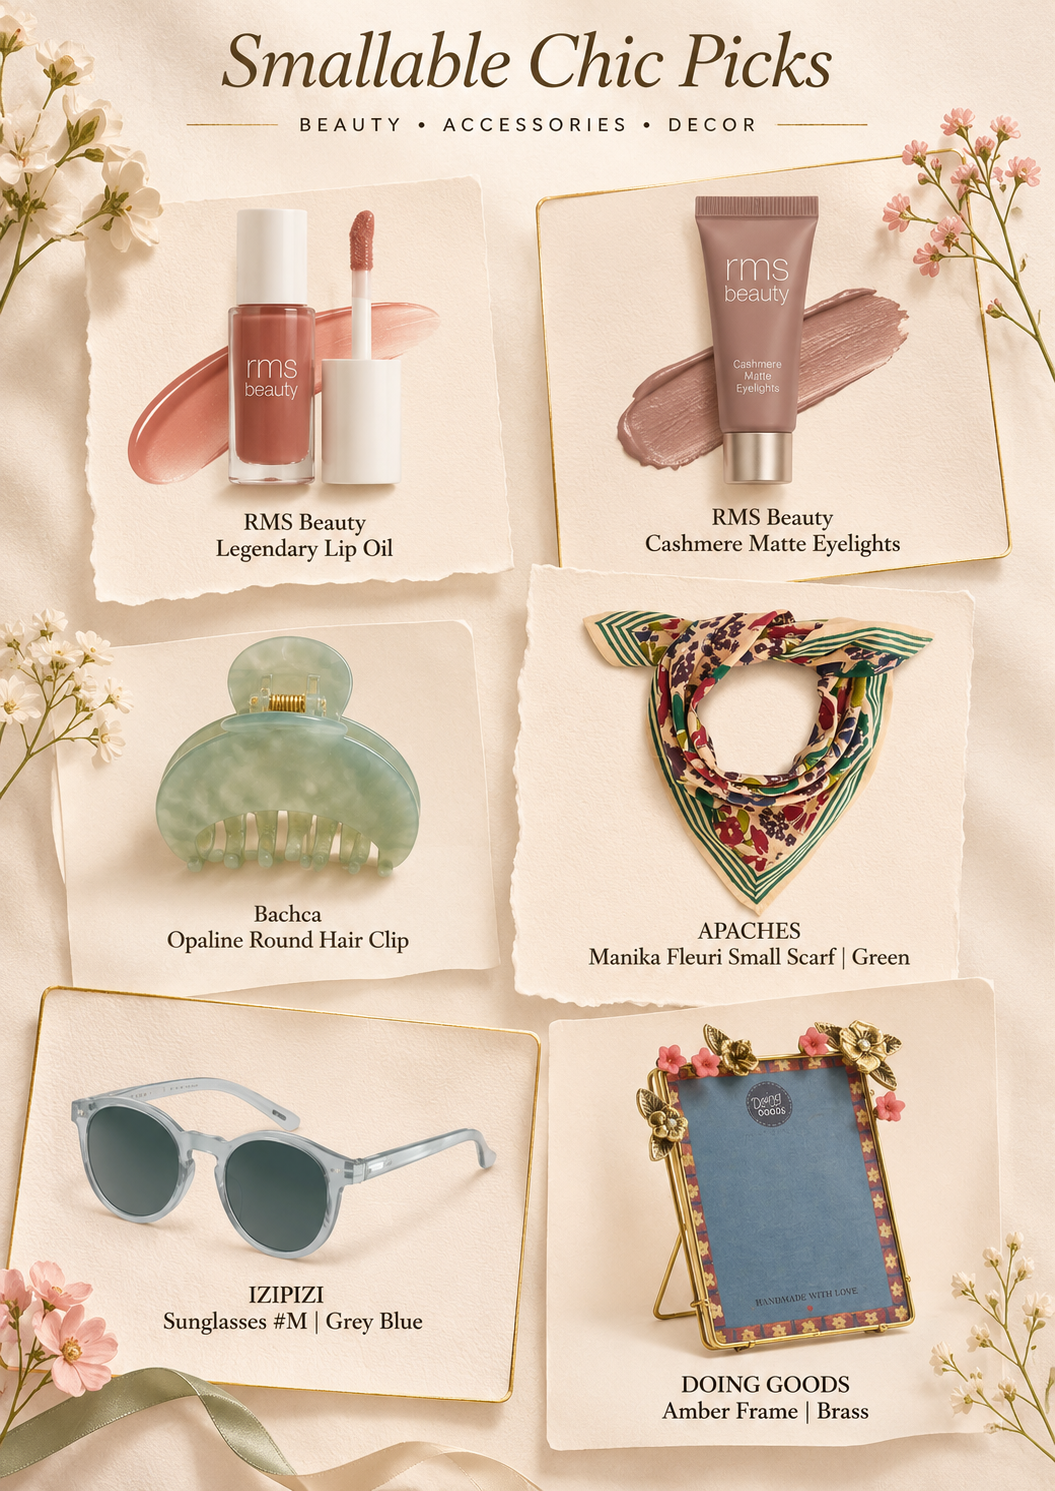 Smallable Chic Picks
BEAUTY • ACCESSORIES • DECOR
rms
beauty
RMS Beauty
Legendary Lip Oil
rms
beauty
Cashmere
Matte
Eyelights
RMS Beauty
Cashmere Matte Eyelights
Bachca
Opaline Round Hair Clip
APACHES
Manika Fleuri Small Scarf | Green
IZIPIZI
Sunglasses #M | Grey Blue
Doing
GOODS
HANDMADE WITH LOVE
DOING GOODS
Amber Frame | Brass